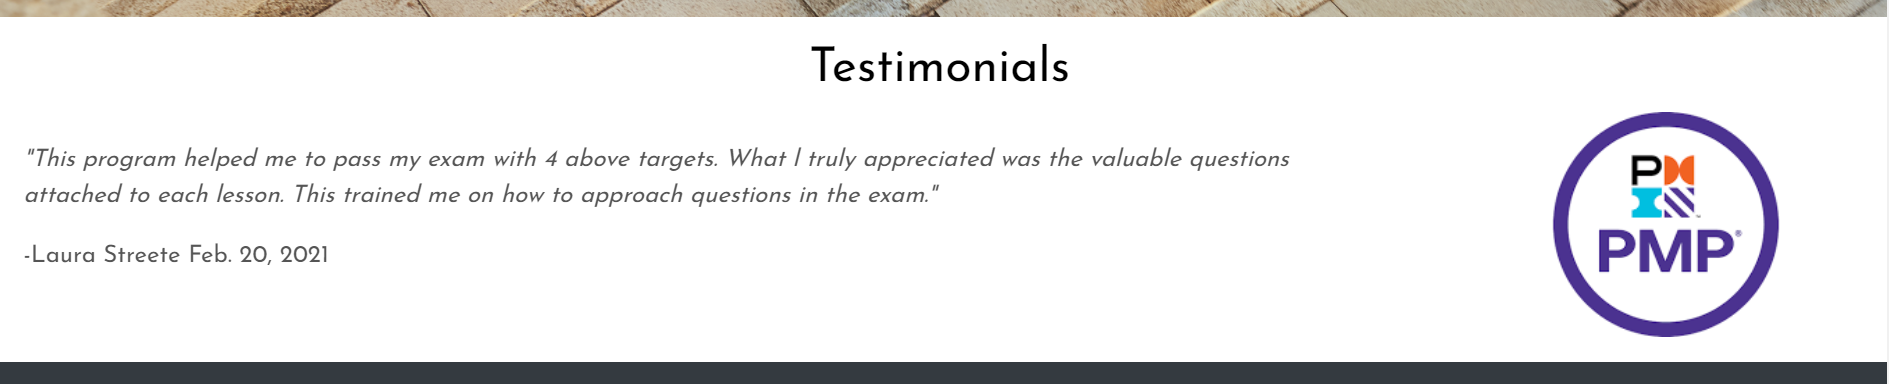 Testimonials
"This program helped me to pass my exam with 4 above targets. What I truly appreciated was the valuable questions
attached to each lesson. This trained me on how to approach questions in the exam."
-Laura Streete Feb. 20, 2021
PM
PMP®